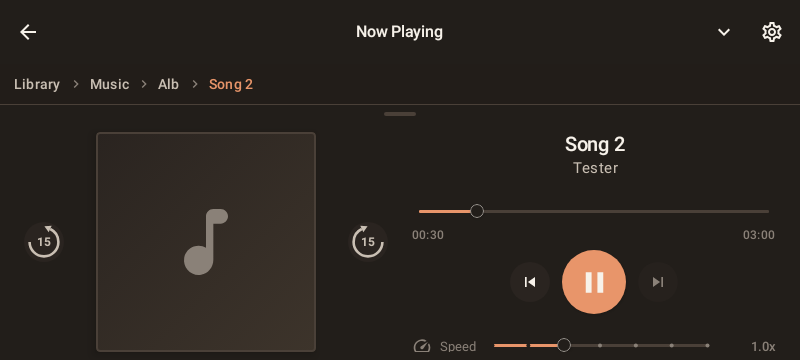 Now Playing
Library > Music > Alb > Song 2
Song 2
Tester
15
15
00:30
03:00
Speed
1.0x